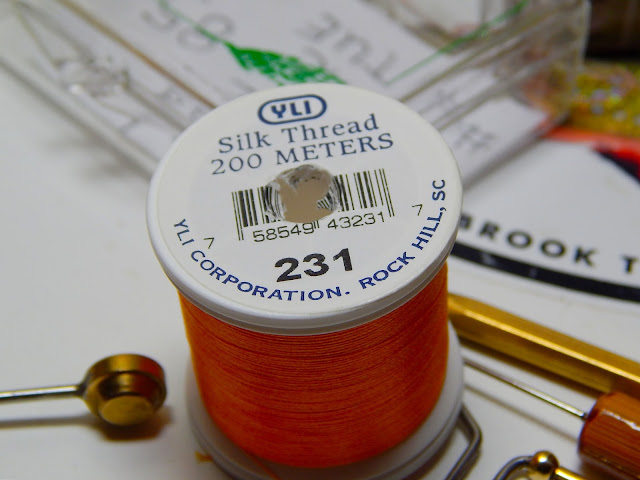 YLI
Silk Thread
200 METERS
7 58549 43231 7
231
YLI CORPORATION. ROCK HILL, SC
BROOK T